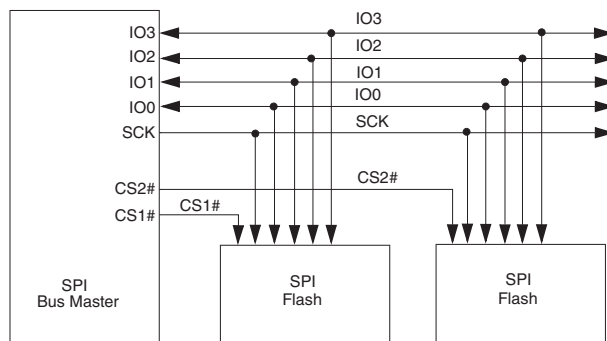 IO3
IO3
IO2
IO2
IO1
IO1
IO0
IO0
SCK
SCK
CS2#
CS2#
CS1#
CS1#
SPI
Bus Master
SPI
Flash
SPI
Flash